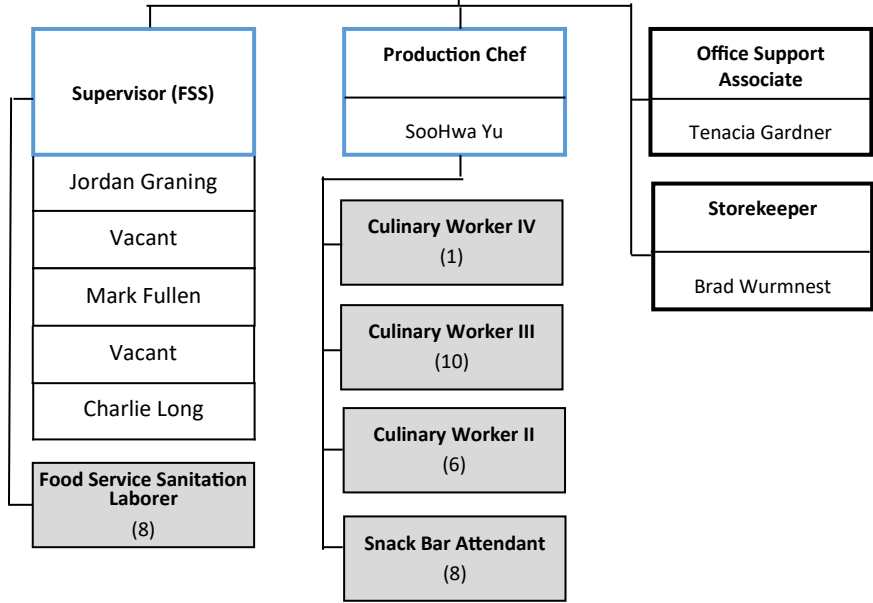 Supervisor (FSS)
Jordan Graning
Vacant
Mark Fullen
Vacant
Charlie Long
Food Service Sanitation
Laborer
(8)
Production Chef
SooHwa Yu
Culinary Worker IV
(1)
Culinary Worker III
(10)
Culinary Worker II
(6)
Snack Bar Attendant
(8)
Office Support
Associate
Tenacia Gardner
Storekeeper
Brad Wurmnest